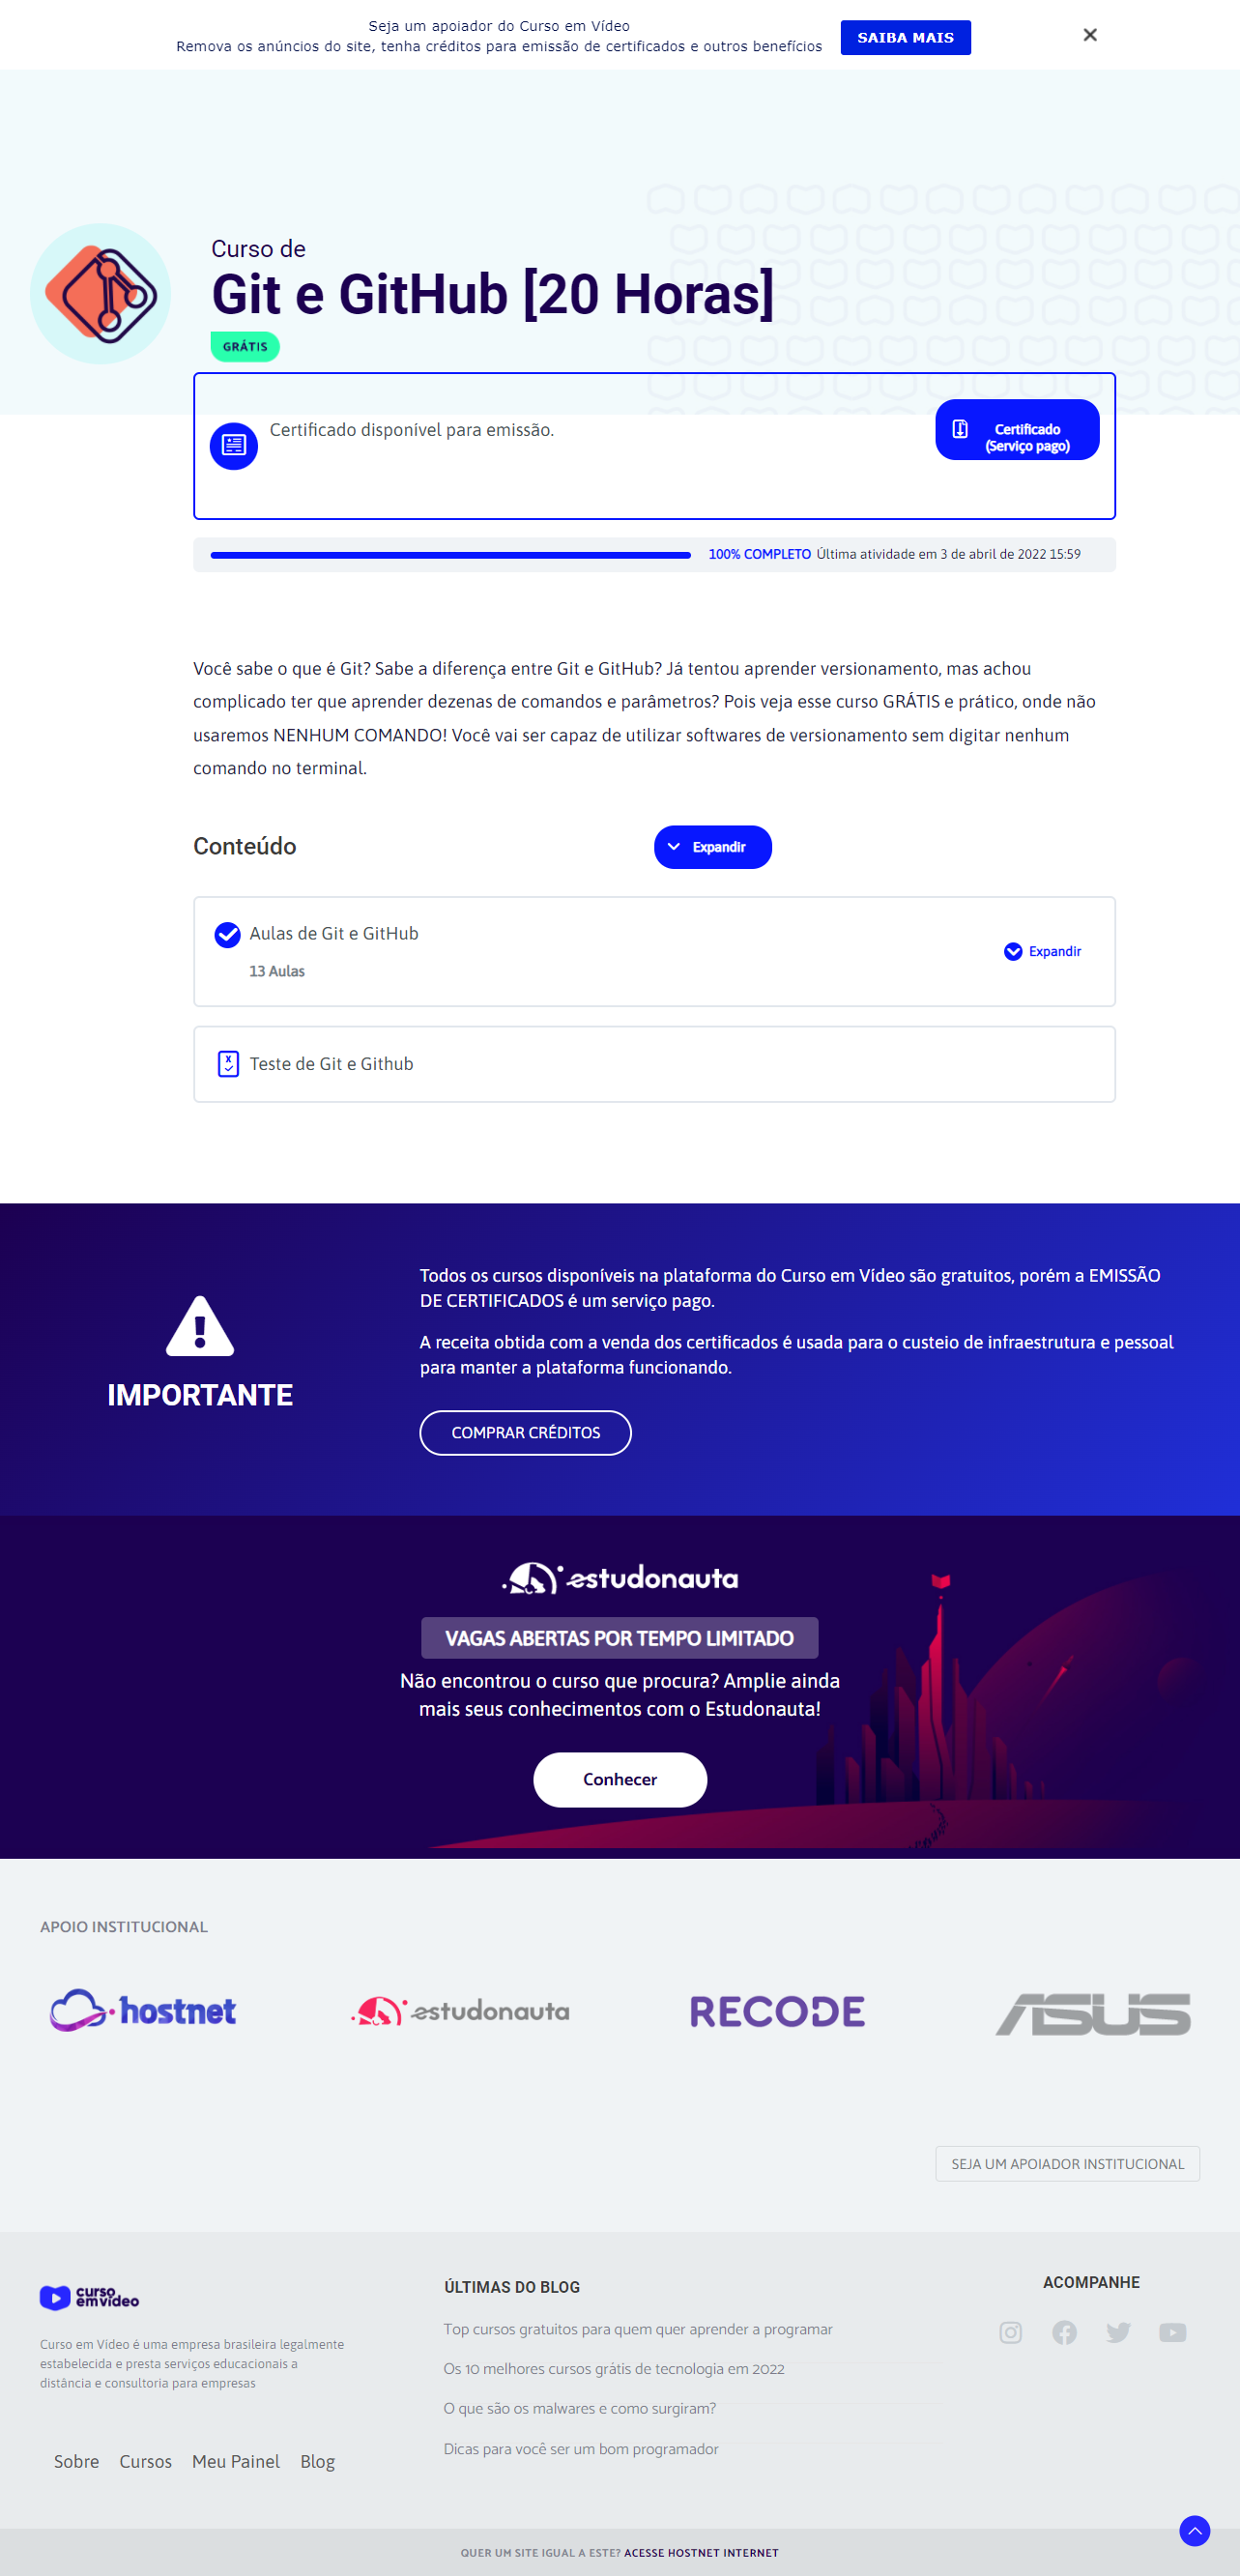 Seja um apoiador do Curso em Vídeo
Remova os anúncios do site, tenha créditos para emissão de certificados e outros benefícios
SAIBA MAIS
Curso de
Git e GitHub [20 Horas]
GRÁTIS
Certificado disponível para emissão.
Certificado
(Serviço pago)
100% COMPLETO Última atividade em 3 de abril de 2022 15:59
Você sabe o que é Git? Sabe a diferença entre Git e GitHub? Já tentou aprender versionamento, mas achou
complicado ter que aprender dezenas de comandos e parâmetros? Pois veja esse curso GRÁTIS e prático, onde não
usaremos NENHUM COMANDO! Você vai ser capaz de utilizar softwares de versionamento sem digitar nenhum
comando no terminal.
Conteúdo
Expandir
Aulas de Git e GitHub
13 Aulas
Expandir
Teste de Git e Github
IMPORTANTE
Todos os cursos disponíveis na plataforma do Curso em Vídeo são gratuitos, porém a EMISSÃO
DE CERTIFICADOS é um serviço pago.
A receita obtida com a venda dos certificados é usada para o custeio de infraestrutura e pessoal
para manter a plataforma funcionando.
COMPRAR CRÉDITOS
estudonauta
VAGAS ABERTAS POR TEMPO LIMITADO
Não encontrou o curso que procura? Amplie ainda
mais seus conhecimentos com o Estudonauta!
Conhecer
APOIO INSTITUCIONAL
hostnet
estudonauta
RECODE
ASUS
SEJA UM APOIADOR INSTITUCIONAL
curso
emvídeo
Curso em Vídeo é uma empresa brasileira legalmente
estabelecida e presta serviços educacionais a
distância e consultoria para empresas
Sobre Cursos Meu Painel Blog
ÚLTIMAS DO BLOG
Top cursos gratuitos para quem quer aprender a programar
Os 10 melhores cursos grátis de tecnologia em 2022
O que são os malwares e como surgiram?
Dicas para você ser um bom programador
ACOMPANHE
QUER UM SITE IGUAL A ESTE? ACESSE HOSTNET INTERNET